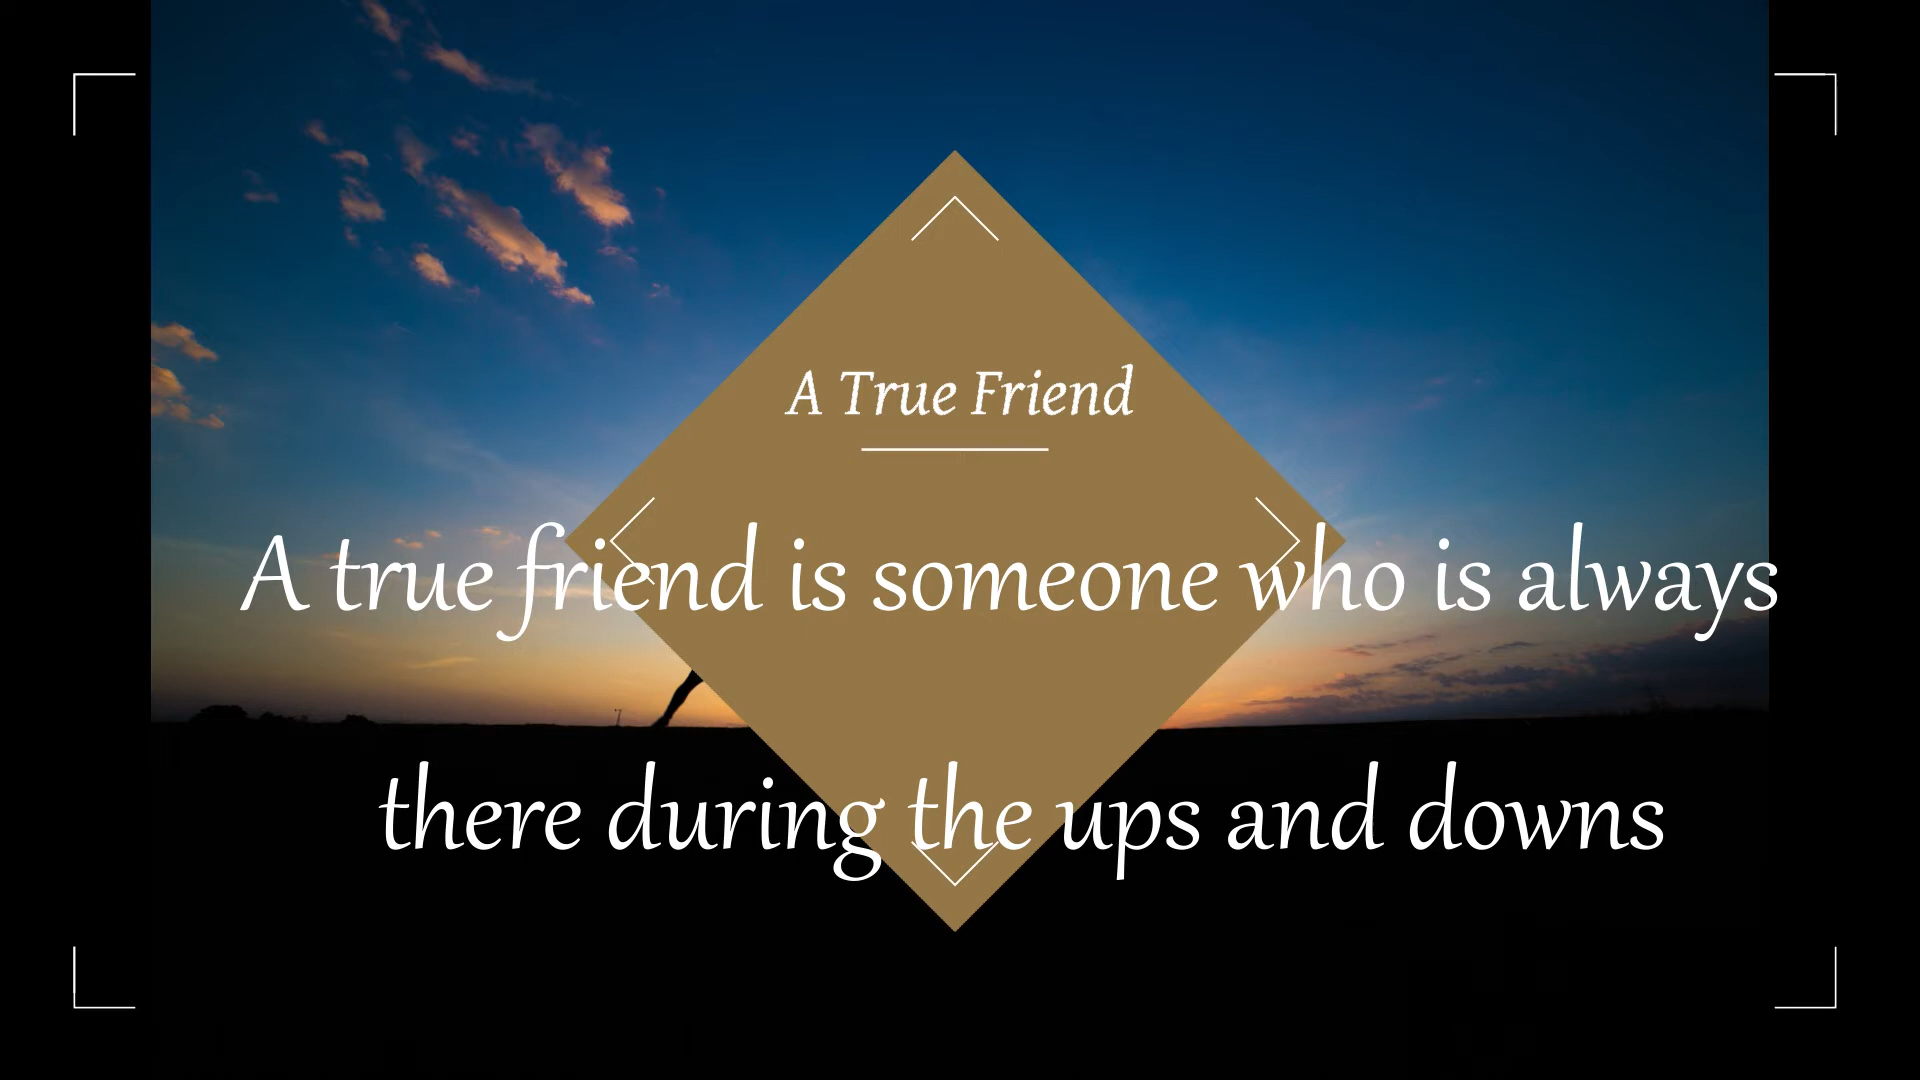 A True Friend
A true friend is someone who is always
there during the ups and downs